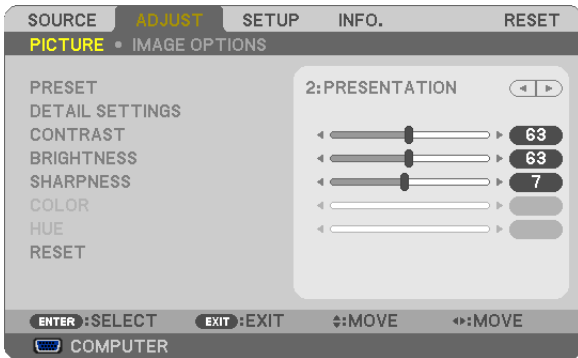 SOURCE ADJUST SETUP INFO. RESET
PICTURE • IMAGE OPTIONS
PRESET 2:PRESENTATION
DETAIL SETTINGS
CONTRAST 63
BRIGHTNESS 63
SHARPNESS 7
COLOR
HUE
RESET
ENTER :SELECT EXIT :EXIT :MOVE :MOVE
COMPUTER